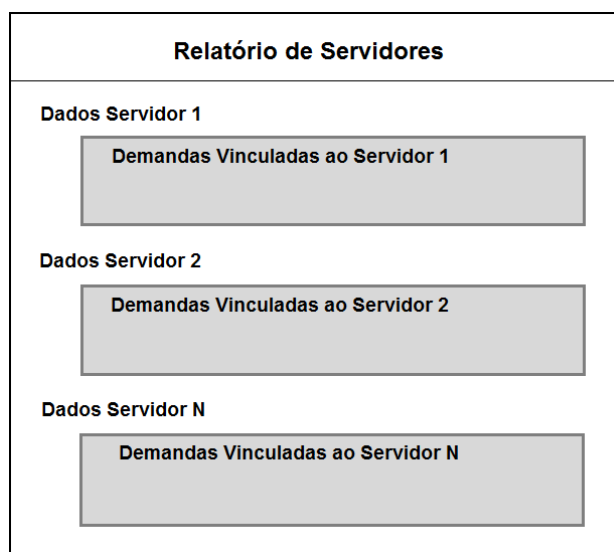 Relatório de Servidores
Dados Servidor 1
Demandas Vinculadas ao Servidor 1
Dados Servidor 2
Demandas Vinculadas ao Servidor 2
Dados Servidor N
Demandas Vinculadas ao Servidor N